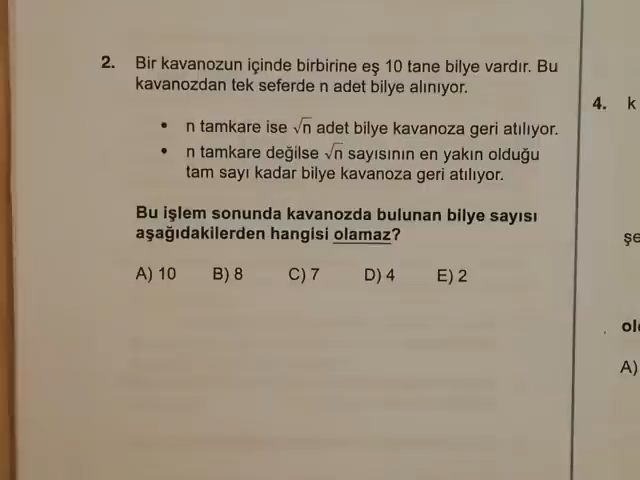 2. Bir kavanozun içinde birbirine eş 10 tane bilye vardır. Bu
kavanozdan tek seferde n adet bilye alınıyor.
• n tamkare ise √n adet bilye kavanoza geri atılıyor.
• n tamkare değilse √n sayısının en yakın olduğu
tam sayı kadar bilye kavanoza geri atılıyor.
Bu işlem sonunda kavanozda bulunan bilye sayısı
aşağıdakilerden hangisi olamaz?
A) 10 B) 8 C) 7 D) 4 E) 2
4. k
şe
A)